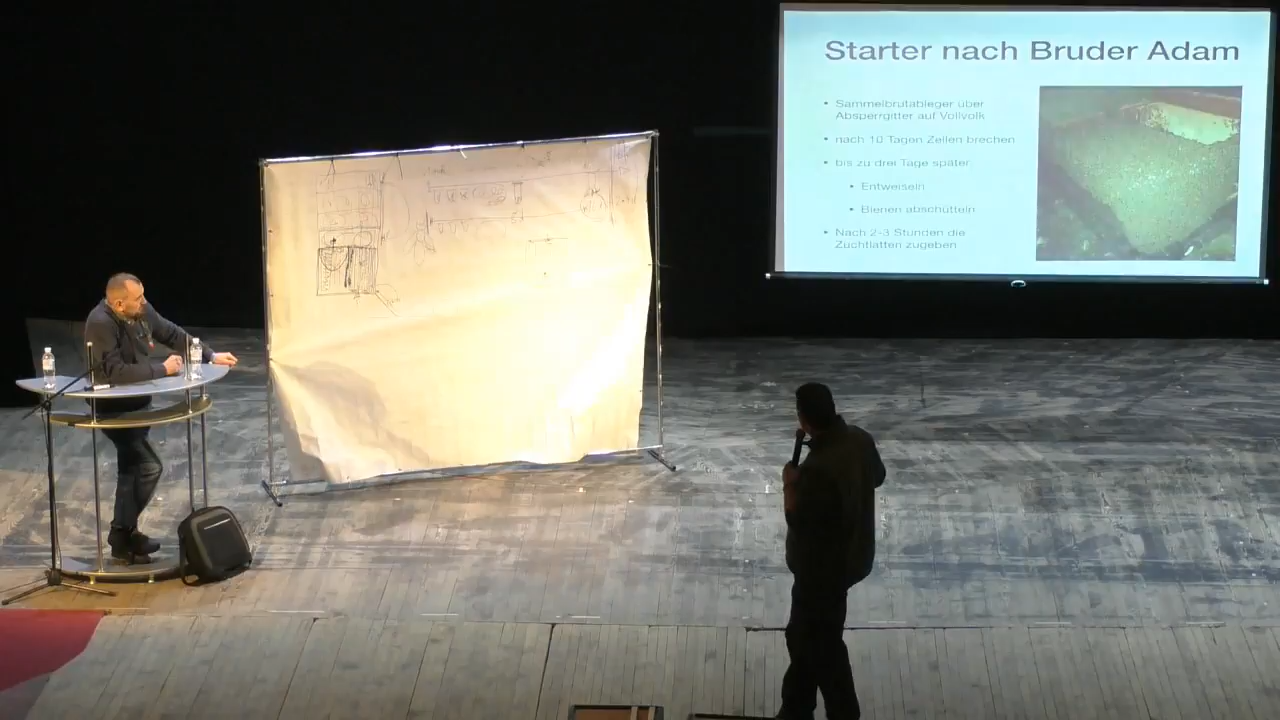 Starter nach Bruder Adam
• Sammelbrutableger über
Absperrgitter auf Vollvolk
• nach 10 Tagen Zellen brechen
• bis zu drei Tage später
• Entweiseln
• Bienen abschütteln
• Nach 2-3 Stunden die
Zuchtlatten zugeben